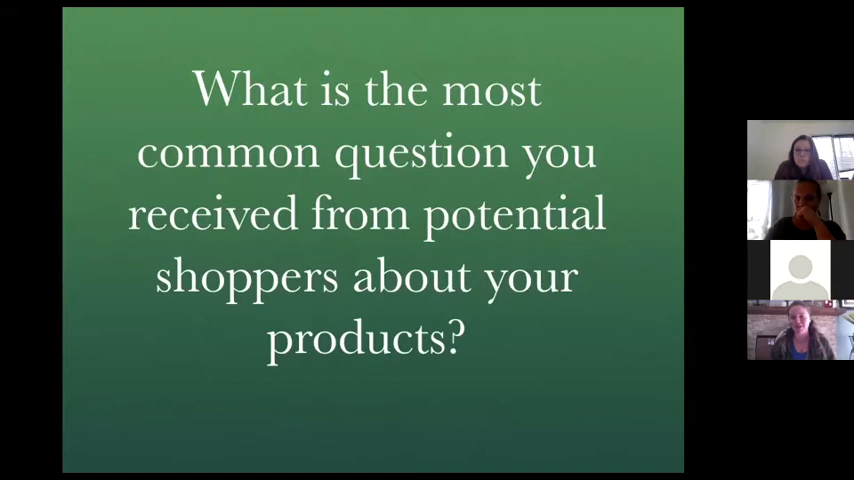 What is the most
common question you
received from potential
shoppers about your
products?